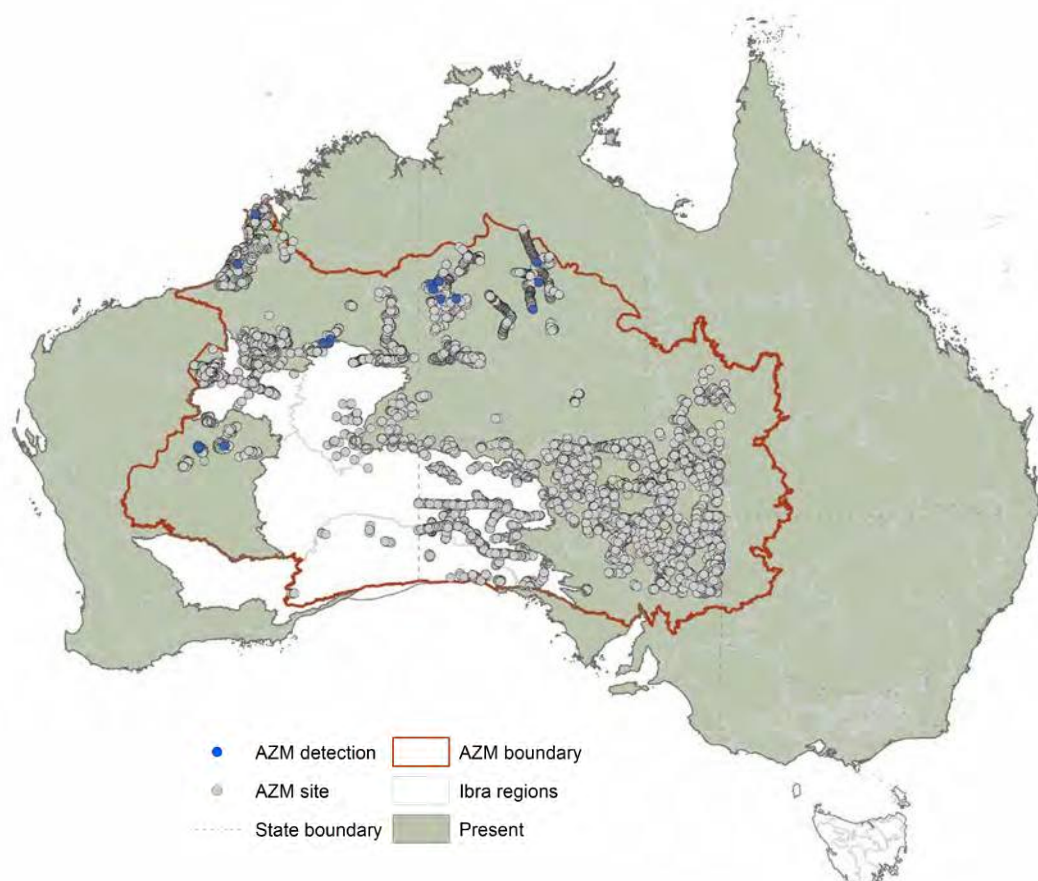 AZM detection
AZM boundary
AZM site
Ibra regions
State boundary
Present